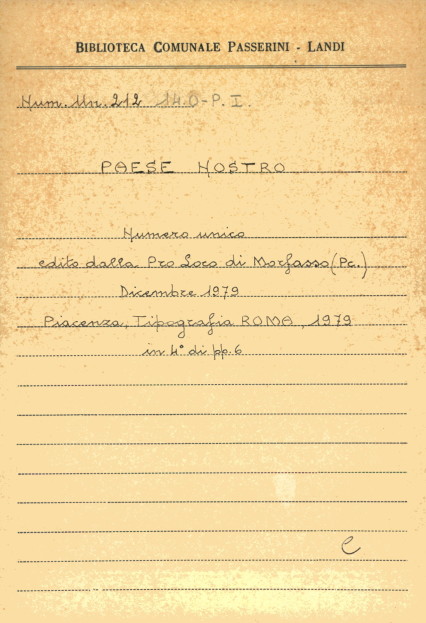 BIBLIOTECA COMUNALE PASSERINI - LANDI
Num. Un. 212 14.0-P. I.
PAESE NOSTRO
Numero unico
edito dalla Pro Loco di Morfasso (Pc.)
Dicembre 1979
Piacenza, Tipografia ROMA, 1979
in 4° di pp. 6
C